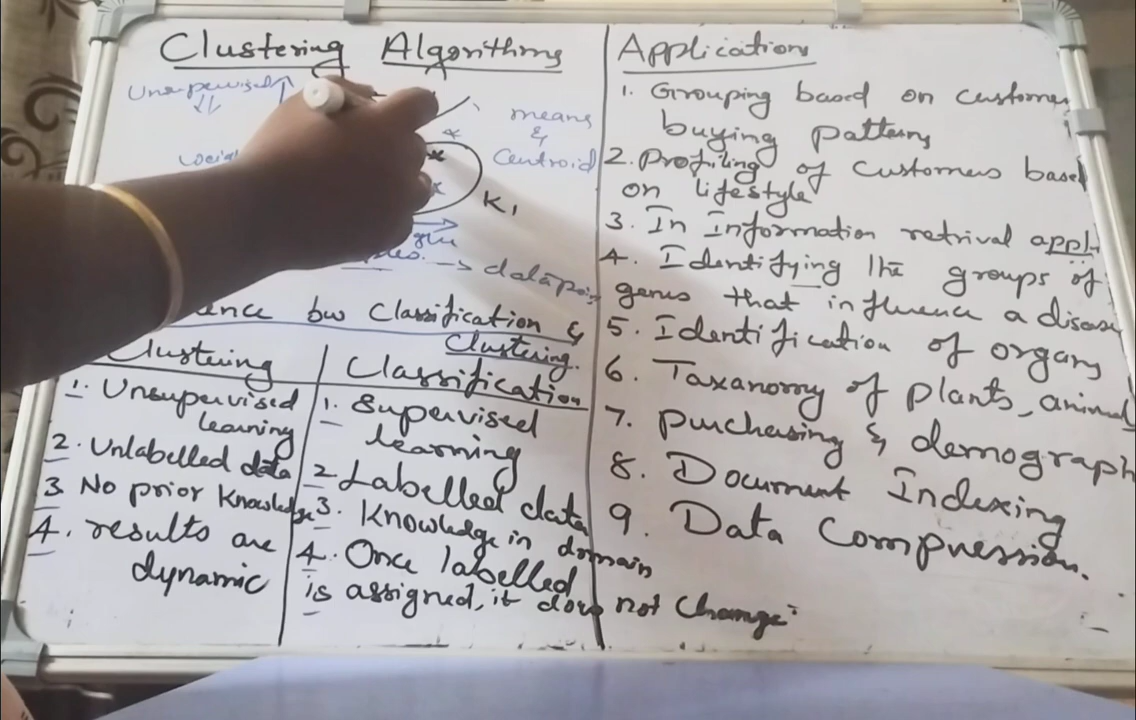 Clustering Algorithms
Unsupervised
means
&
Centroid
K1
→ datapoi
ence bw Classification &
Clustering.
Clustering
1. Unsupervised
learning
2. Unlabelled data
3 No prior Knowledge
4. results are
dynamic
Classification
1. Supervised
learning
2 Labelled data
3. Knowledge in domain
4. Once labelled
is assigned, it does not change
Applications
1. Grouping based on customer
buying pattern
2. Profiling of customers based
on lifestyle
3. In Information retrival appl.
4. Identifying the groups of
genes that influence a disease
5. Identification of organs
6. Taxanomy of plants, animal
7. purchasing & demograph
8. Document Indexing
9. Data Compression.